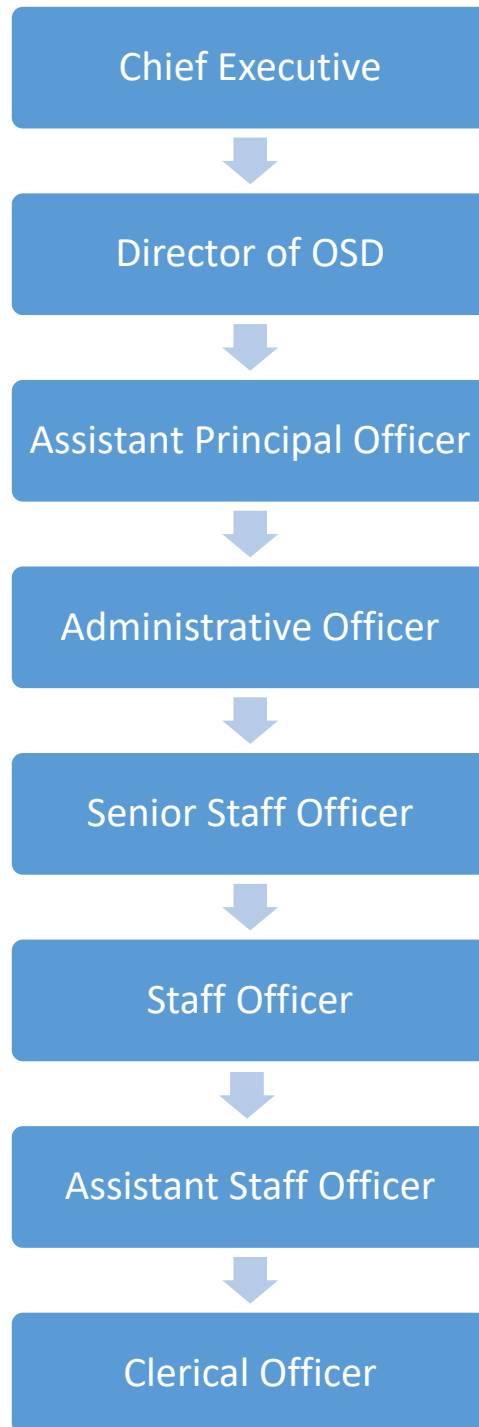 Chief Executive
Director of OSD
Assistant Principal Officer
Administrative Officer
Senior Staff Officer
Staff Officer
Assistant Staff Officer
Clerical Officer